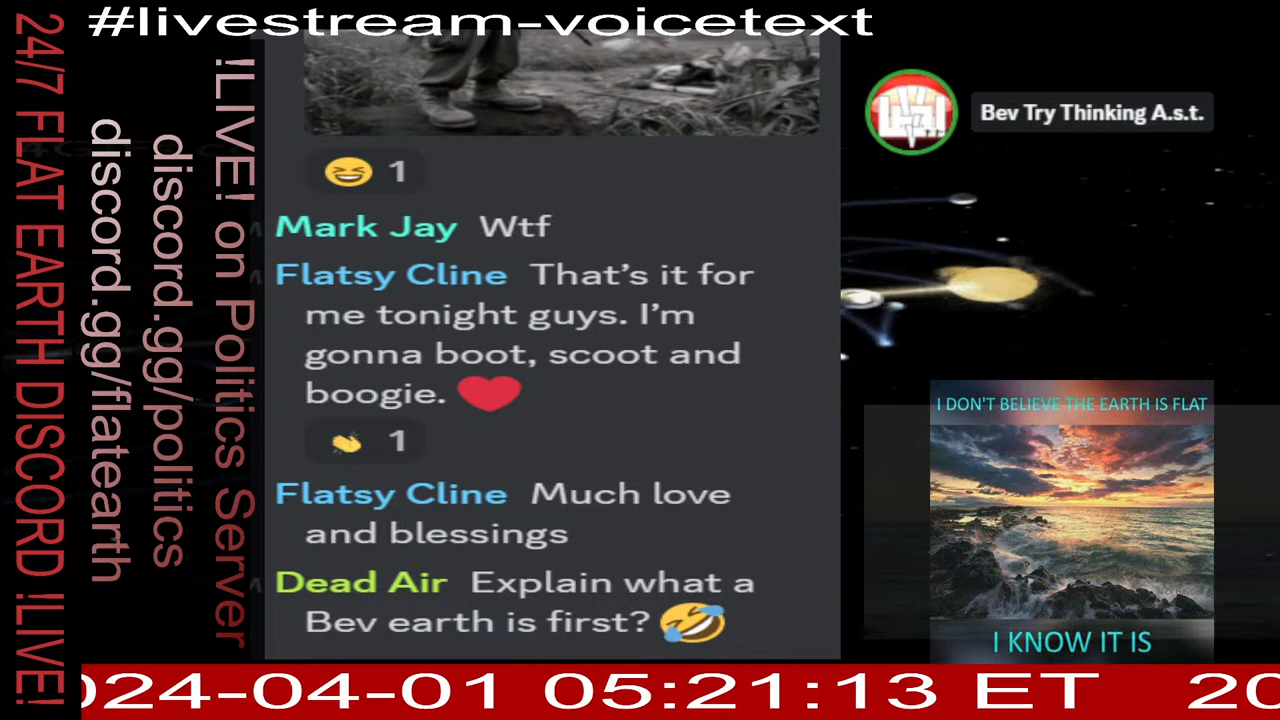 #livestream-voicetext
24/7 FLAT EARTH DISCORD !LIVE!
discord.gg/flatearth
discord.gg/politics
!LIVE! on Politics Server
1
Mark Jay Wtf
Flatsy Cline That's it for
me tonight guys. I'm
gonna boot, scoot and
boogie. ❤️
1
Flatsy Cline Much love
and blessings
Dead Air Explain what a
Bev earth is first? 🤣
Bev Try Thinking A.s.t.
I DON'T BELIEVE THE EARTH IS FLAT
I KNOW IT IS
024-04-01 05:21:13 ET 20